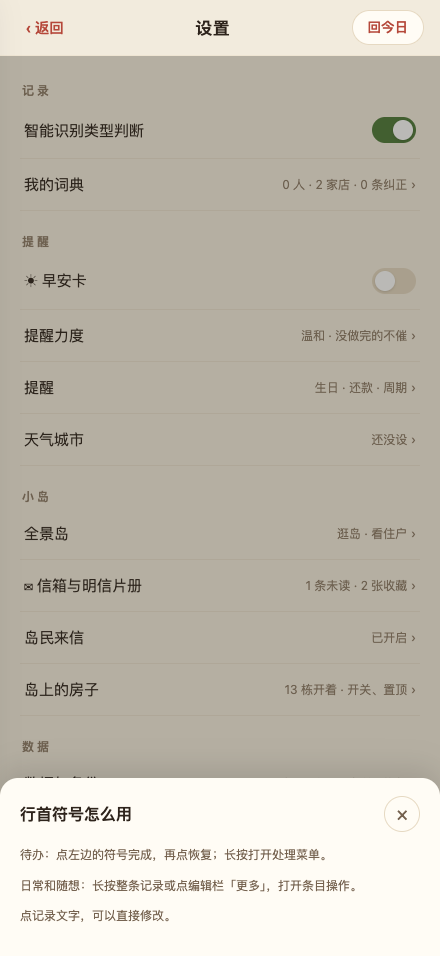 ‹ 返回
设置
回今日
记录
智能识别类型判断
我的词典
0 人 · 2 家店 · 0 条纠正 ›
提醒
☀ 早安卡
提醒力度
温和 · 没做完的不催 ›
提醒
生日 · 还款 · 周期 ›
天气城市
还没设 ›
小岛
全景岛
逛岛 · 看住户 ›
✉ 信箱与明信片册
1 条未读 · 2 张收藏 ›
岛民来信
已开启 ›
岛上的房子
13 栋开着 · 开关、置顶 ›
数据
行首符号怎么用
×
待办：点左边的符号完成，再点恢复；长按打开处理菜单。
日常和随想：长按整条记录或点编辑栏「更多」，打开条目操作。
点记录文字，可以直接修改。